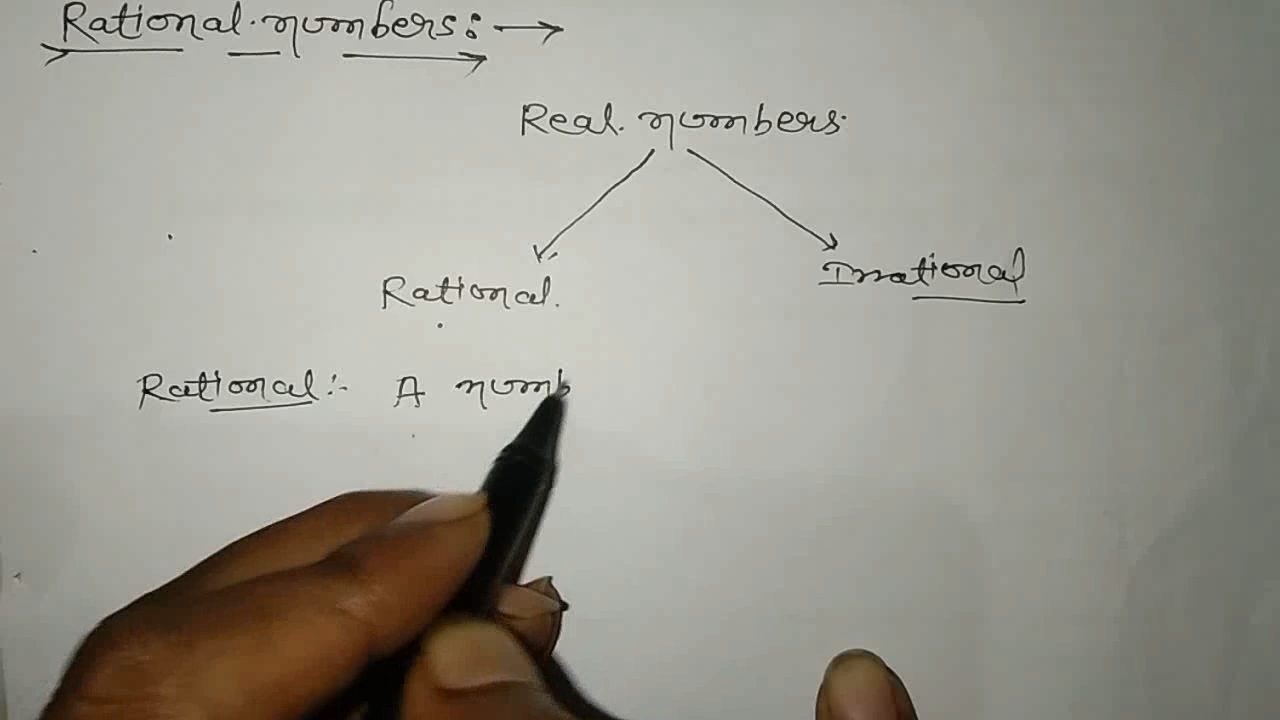 Rational numbers: →
Real numbers
Rational. Irrational
Rational:- A numb